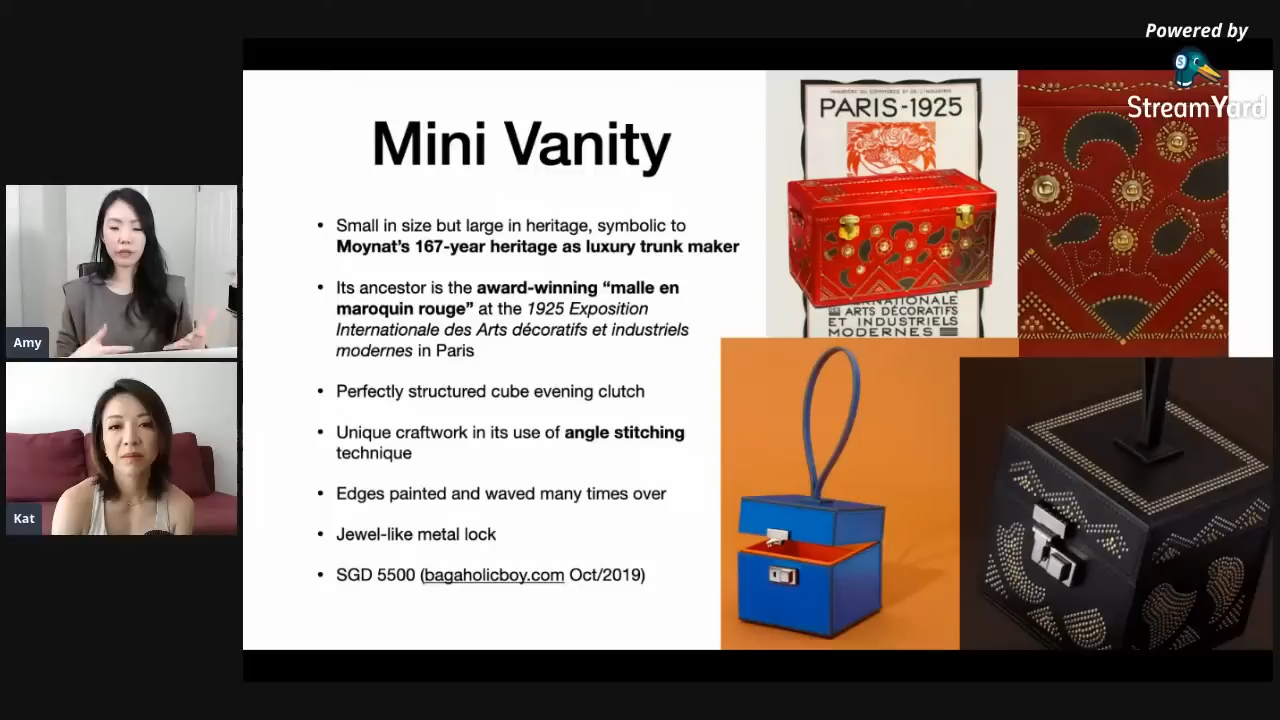 Powered by
StreamYard
Mini Vanity
• Small in size but large in heritage, symbolic to
Moynat's 167-year heritage as luxury trunk maker
• Its ancestor is the award-winning “malle en
maroquin rouge” at the 1925 Exposition
Internationale des Arts décoratifs et industriels
modernes in Paris
• Perfectly structured cube evening clutch
• Unique craftwork in its use of angle stitching
technique
• Edges painted and waved many times over
• Jewel-like metal lock
• SGD 5500 (bagaholicboy.com Oct/2019)
PARIS-1925
ARTS DÉCORATIFS
ET INDUSTRIELS
MODERNES
Amy
Kat